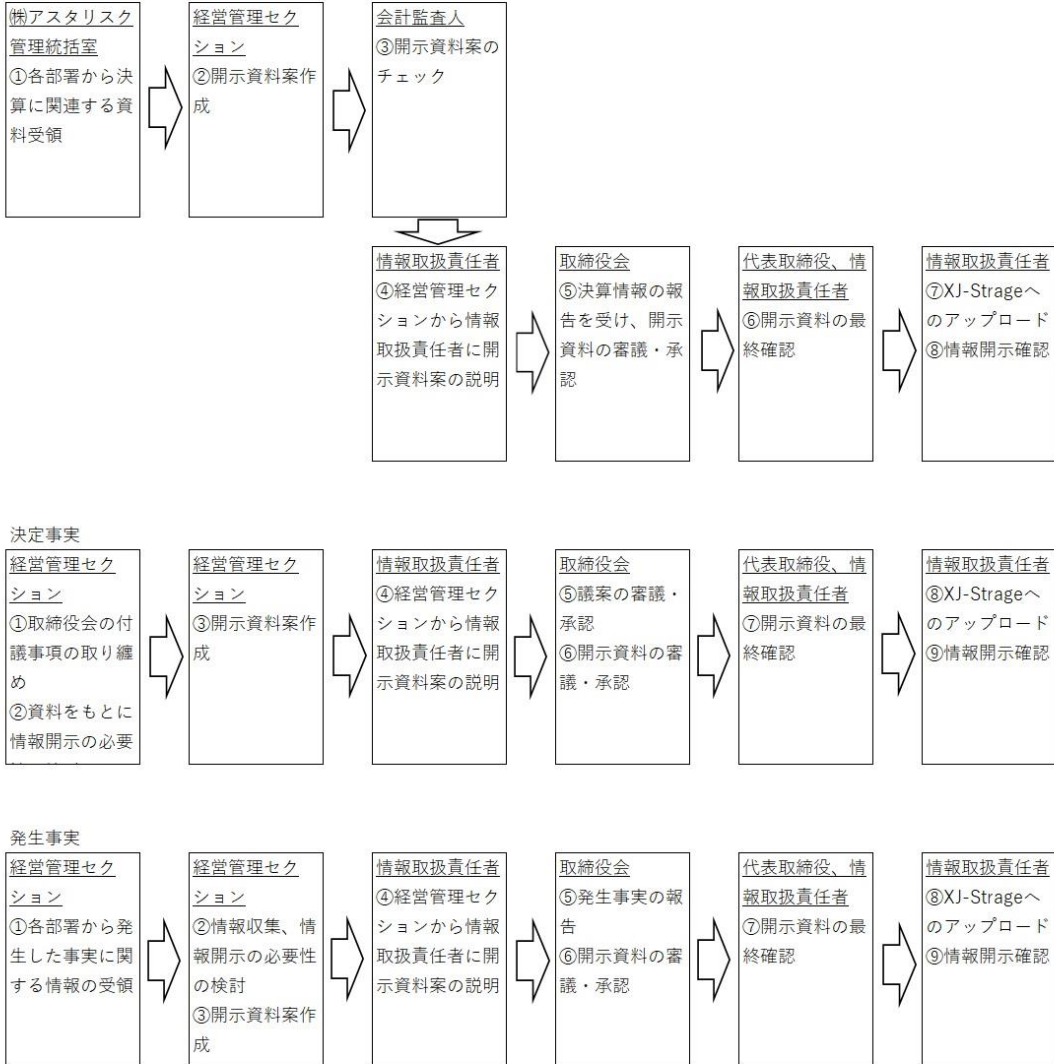 ㈱アスタリスク
管理統括室
①各部署から決
算に関連する資
料受領
経営管理セク
ション
②開示資料案作
成
会計監査人
③開示資料案の
チェック
情報取扱責任者
④経営管理セク
ションから情報
取扱責任者に開
示資料案の説明
取締役会
⑤決算情報の報
告を受け、開示
資料の審議・承
認
代表取締役、情
報取扱責任者
⑥開示資料の最
終確認
情報取扱責任者
⑦XJ-Strageへ
のアップロード
⑧情報開示確認
決定事実
経営管理セク
ション
①取締役会の付
議事項の取り纏
め
②資料をもとに
情報開示の必要
経営管理セク
ション
③開示資料案作
成
情報取扱責任者
④経営管理セク
ションから情報
取扱責任者に開
示資料案の説明
取締役会
⑤議案の審議・
承認
⑥開示資料の審
議・承認
代表取締役、情
報取扱責任者
⑦開示資料の最
終確認
情報取扱責任者
⑧XJ-Strageへ
のアップロード
⑨情報開示確認
発生事実
経営管理セク
ション
①各部署から発
生した事実に関
する情報の受領
経営管理セク
ション
②情報収集、情
報開示の必要性
の検討
③開示資料案作
成
情報取扱責任者
④経営管理セク
ションから情報
取扱責任者に開
示資料案の説明
取締役会
⑤発生事実の報
告
⑥開示資料の審
議・承認
代表取締役、情
報取扱責任者
⑦開示資料の最
終確認
情報取扱責任者
⑧XJ-Strageへ
のアップロード
⑨情報開示確認